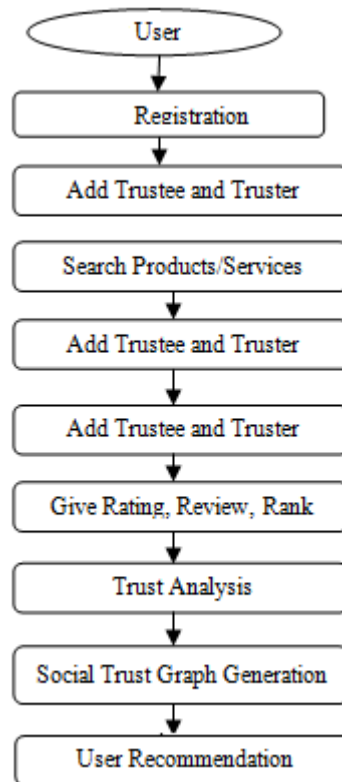 User
Registration
Add Trustee and Truster
Search Products/Services
Add Trustee and Truster
Add Trustee and Truster
Give Rating, Review, Rank
Trust Analysis
Social Trust Graph Generation
User Recommendation